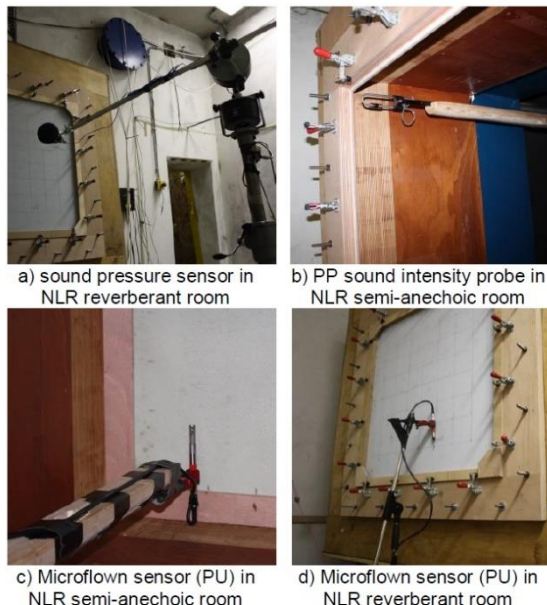 a) sound pressure sensor in
NLR reverberant room
b) PP sound intensity probe in
NLR semi-anechoic room
c) Microflown sensor (PU) in
NLR semi-anechoic room
d) Microflown sensor (PU) in
NLR reverberant room